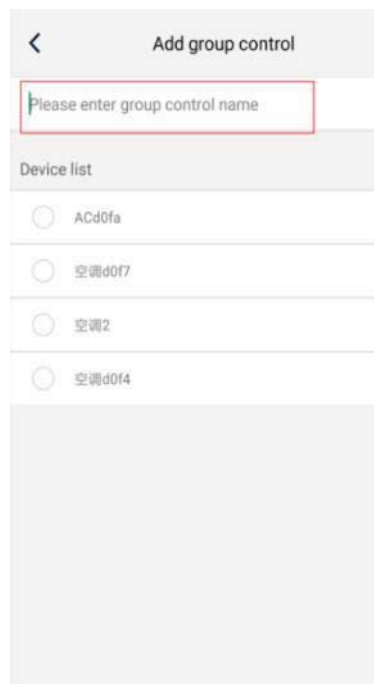 Add group control
Please enter group control name
Device list
ACd0fa
空调d0f7
空调2
空调d0f4